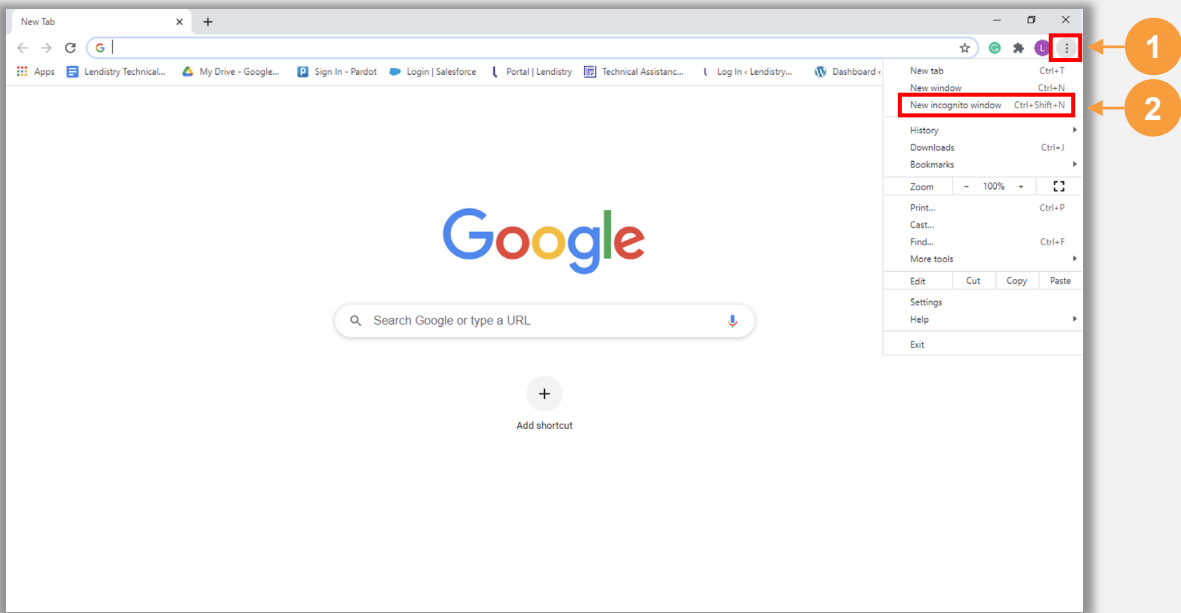 New Tab
Apps Lendistry Technical... My Drive - Google... Sign In - Pardot Login | Salesforce Portal | Lendistry Technical Assistanc... Log In ‹ Lendistry... Dashboard ‹
L
1
New tab Ctrl+T
New window Ctrl+N
New incognito window Ctrl+Shift+N
2
History
Downloads Ctrl+J
Bookmarks
Zoom - 100% +
Print... Ctrl+P
Cast...
Find... Ctrl+F
More tools
Edit Cut Copy Paste
Settings
Help
Exit
Google
Search Google or type a URL
Add shortcut